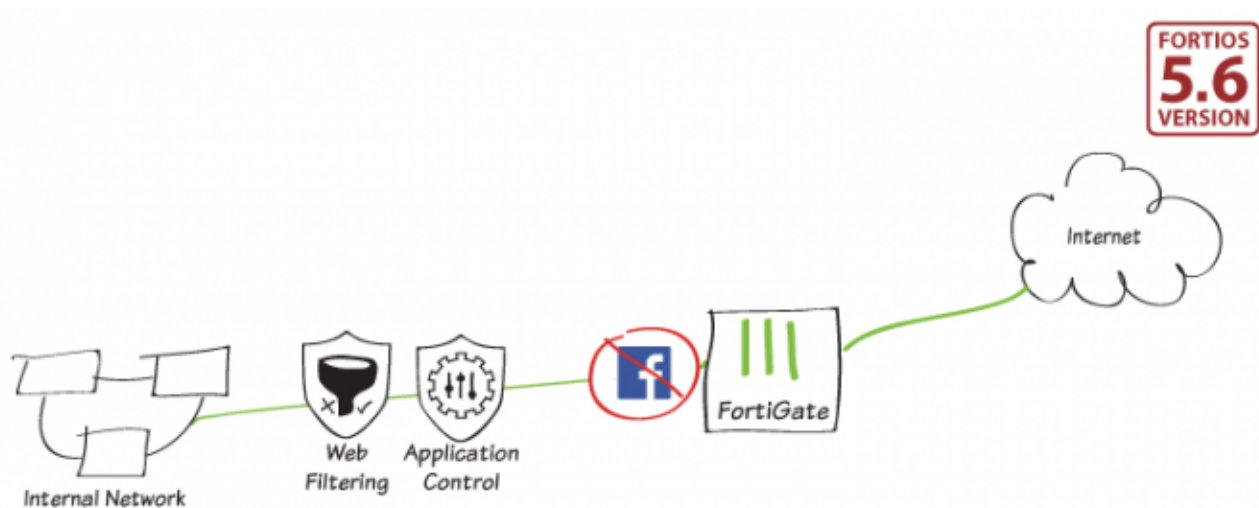 FORTIOS
5.6
VERSION
Internet
FortiGate
Web
Filtering
Application
Control
Internal Network